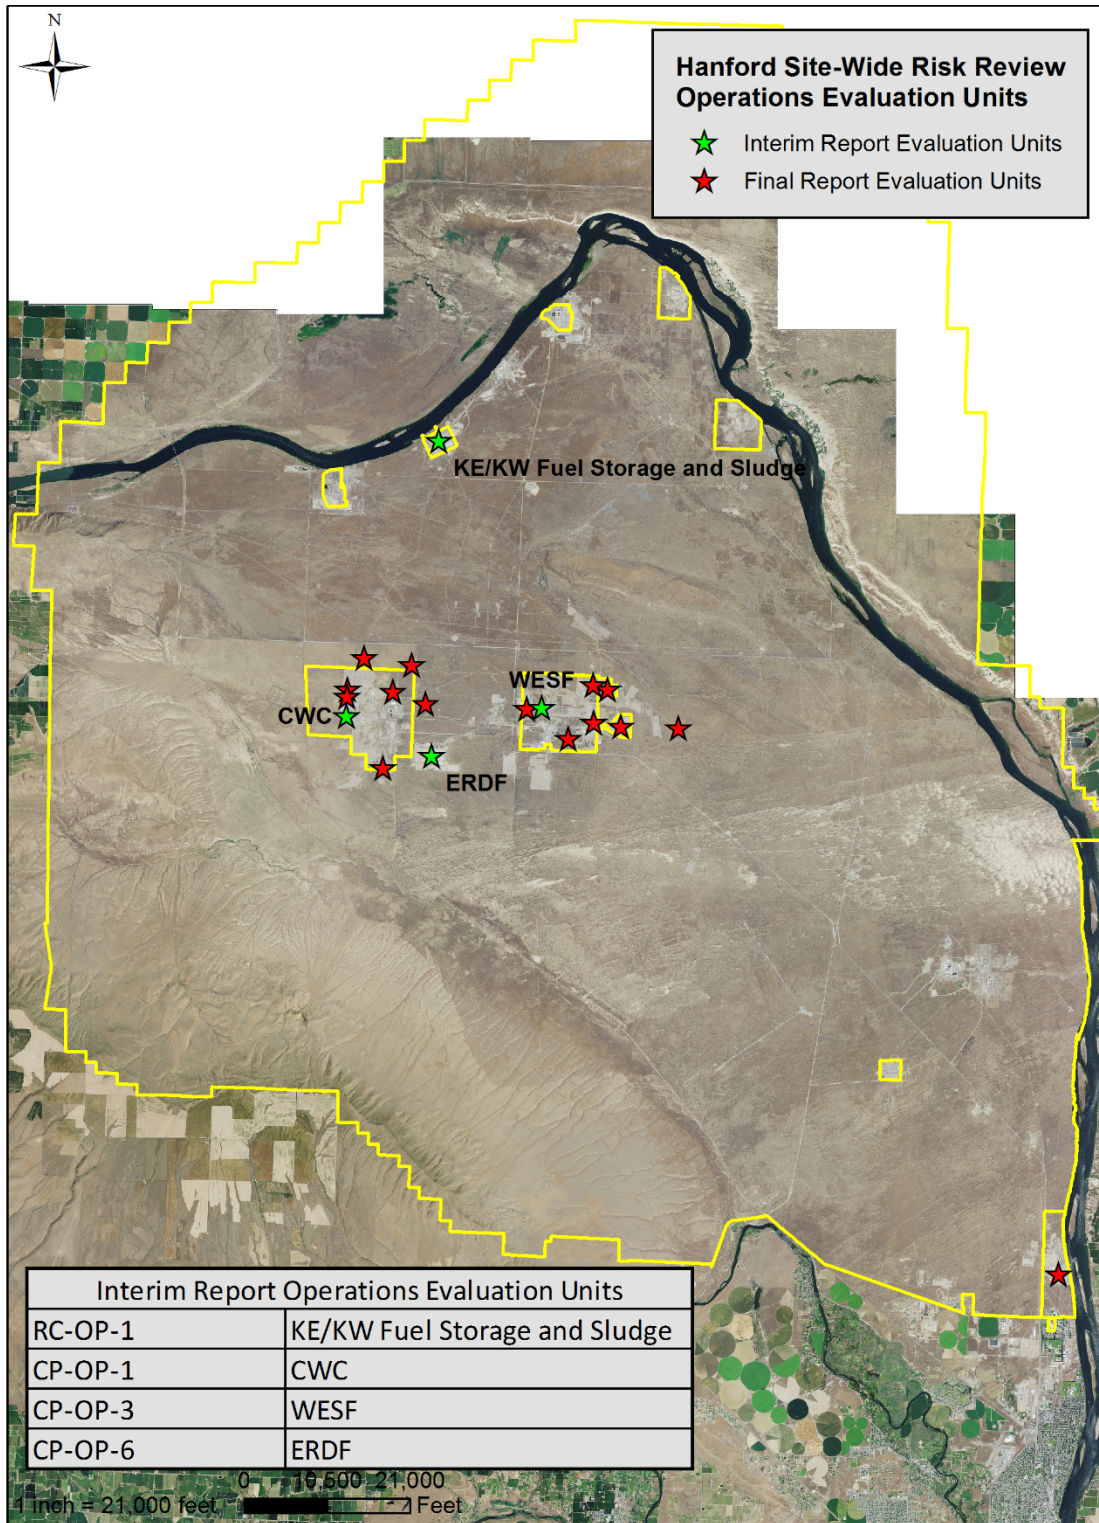 N
Hanford Site-Wide Risk Review
Operations Evaluation Units
Interim Report Evaluation Units
Final Report Evaluation Units
KE/KW Fuel Storage and Sludge
WESF
CWC
ERDF
Interim Report Operations Evaluation Units
RC-OP-1 KE/KW Fuel Storage and Sludge
CP-OP-1 CWC
CP-OP-3 WESF
CP-OP-6 ERDF
0 10,500 21,000
1 inch = 21,000 feet Feet